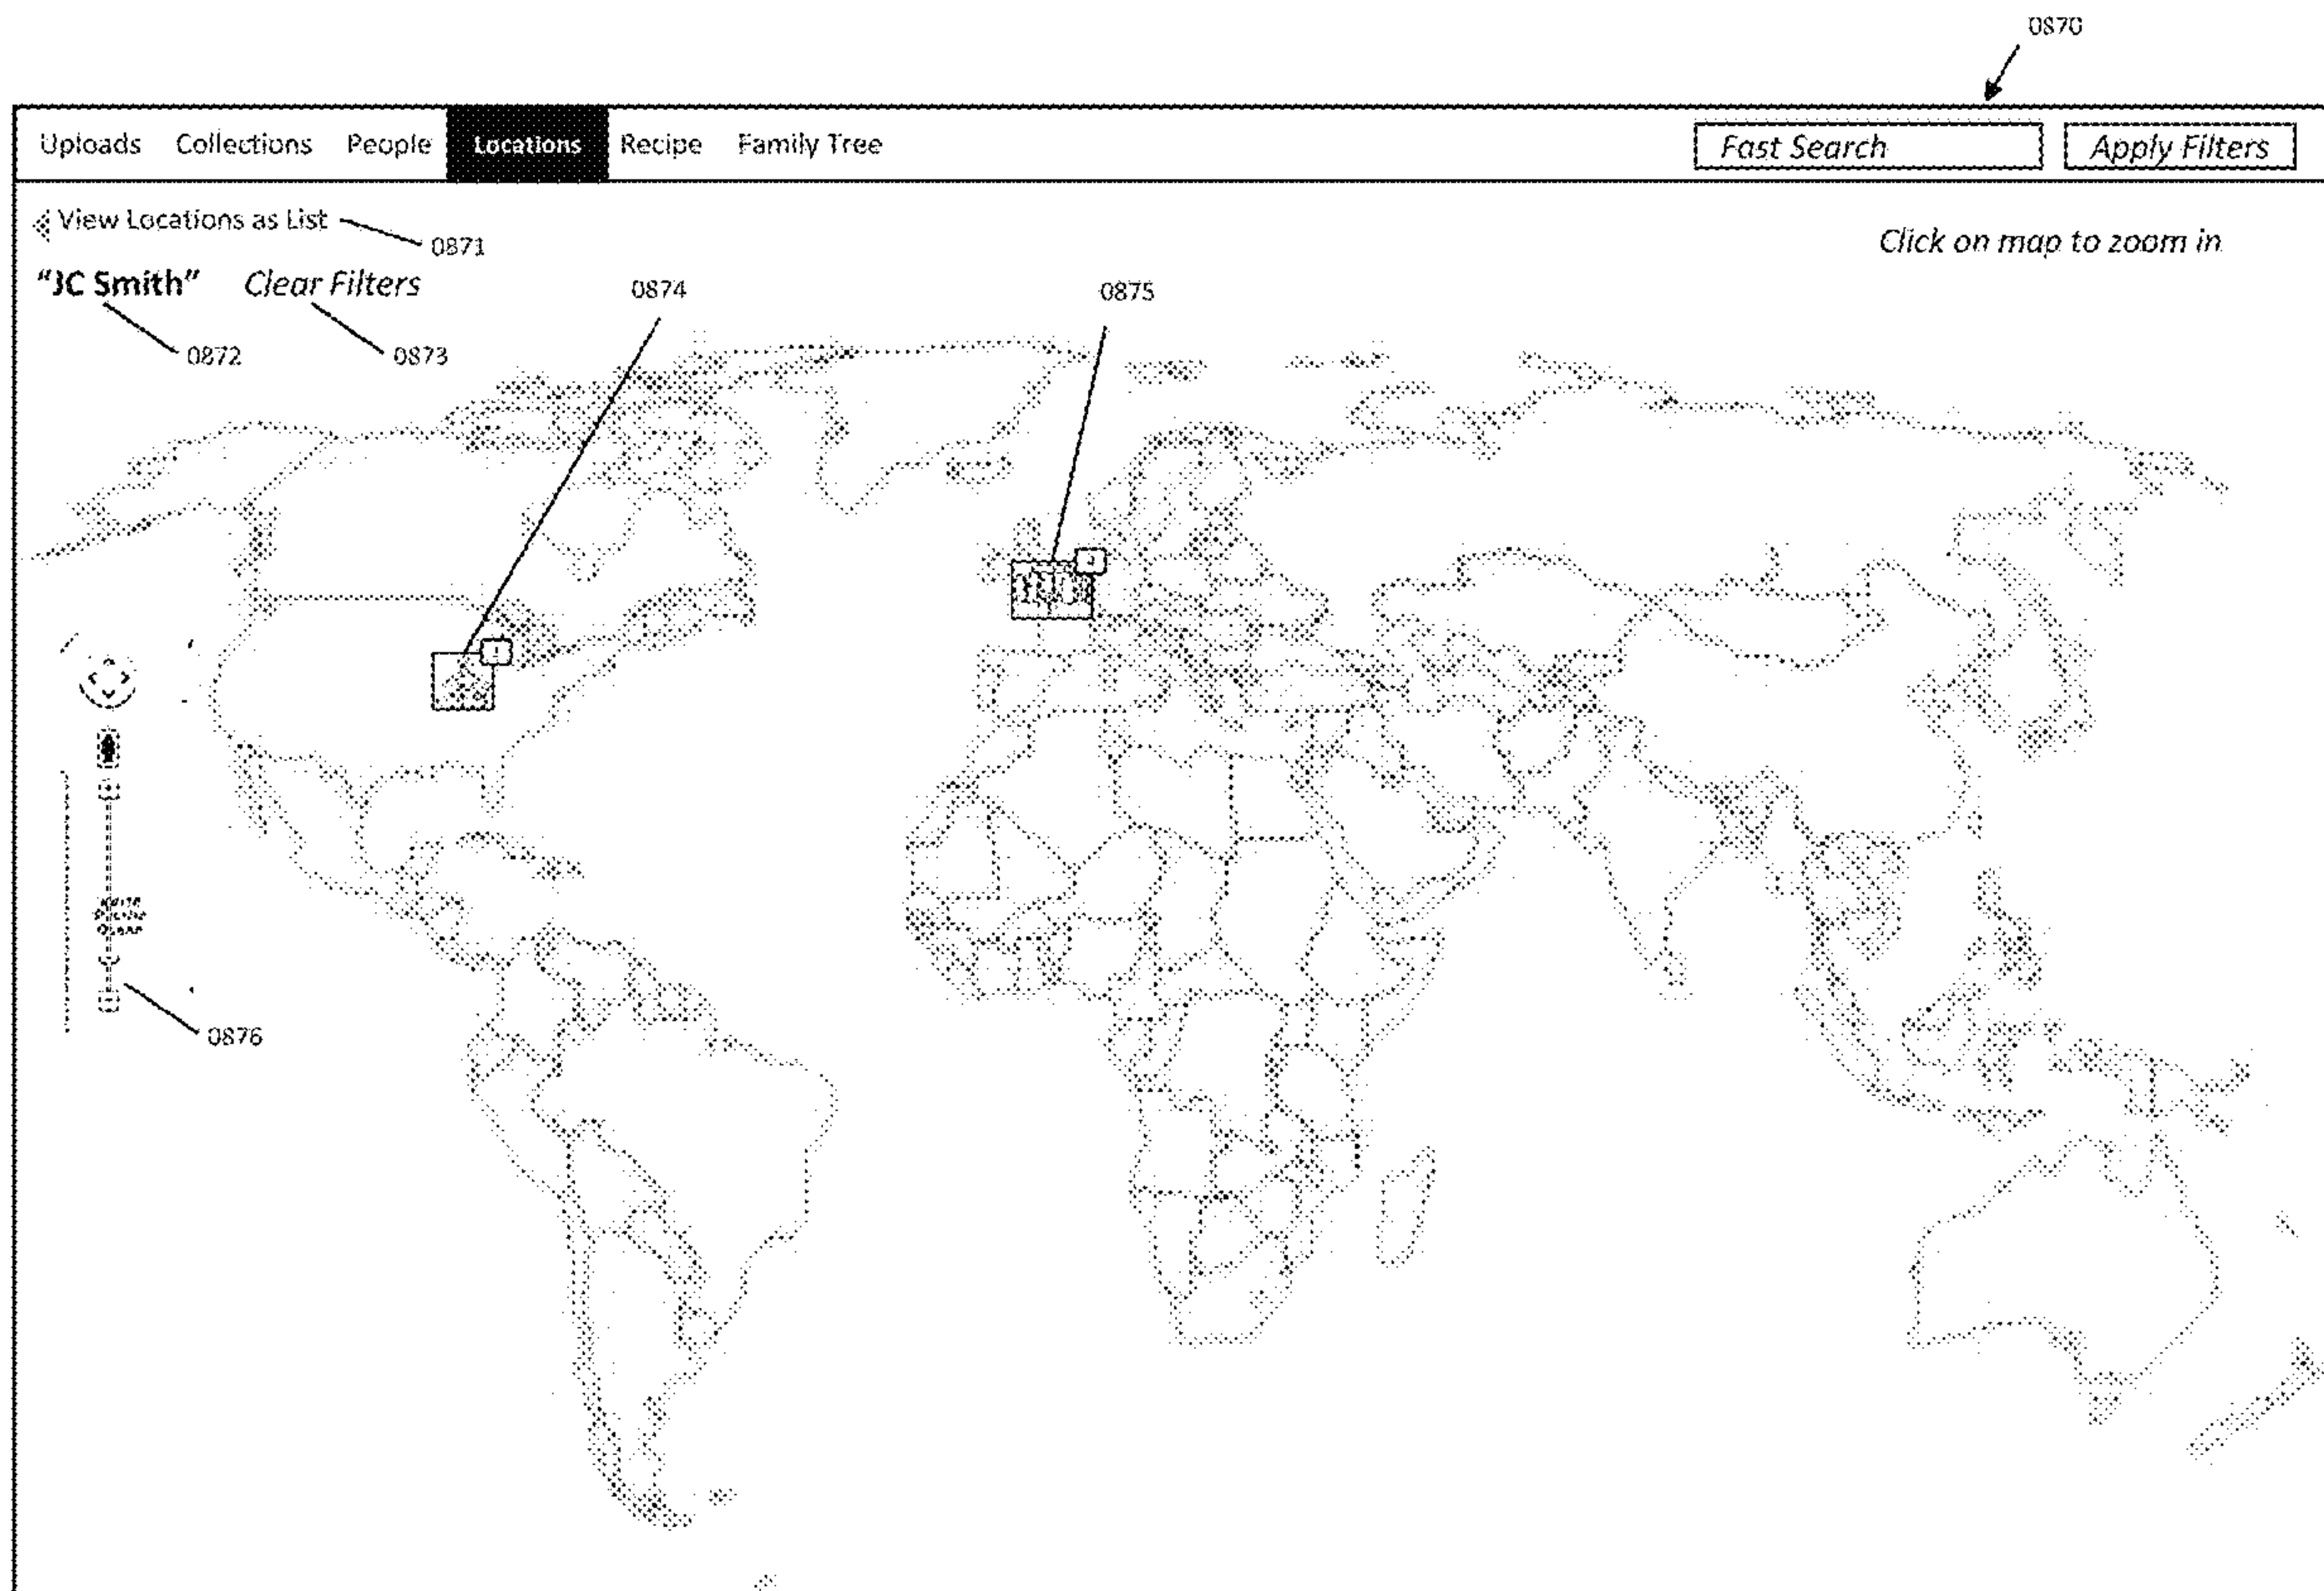 0870
Uploads Collections People Locations Recipe Family Tree Fast Search Apply Filters
View Locations as List
0871
Click on map to zoom in
"JC Smith" Clear Filters
0874
0875
0872
0873
0876